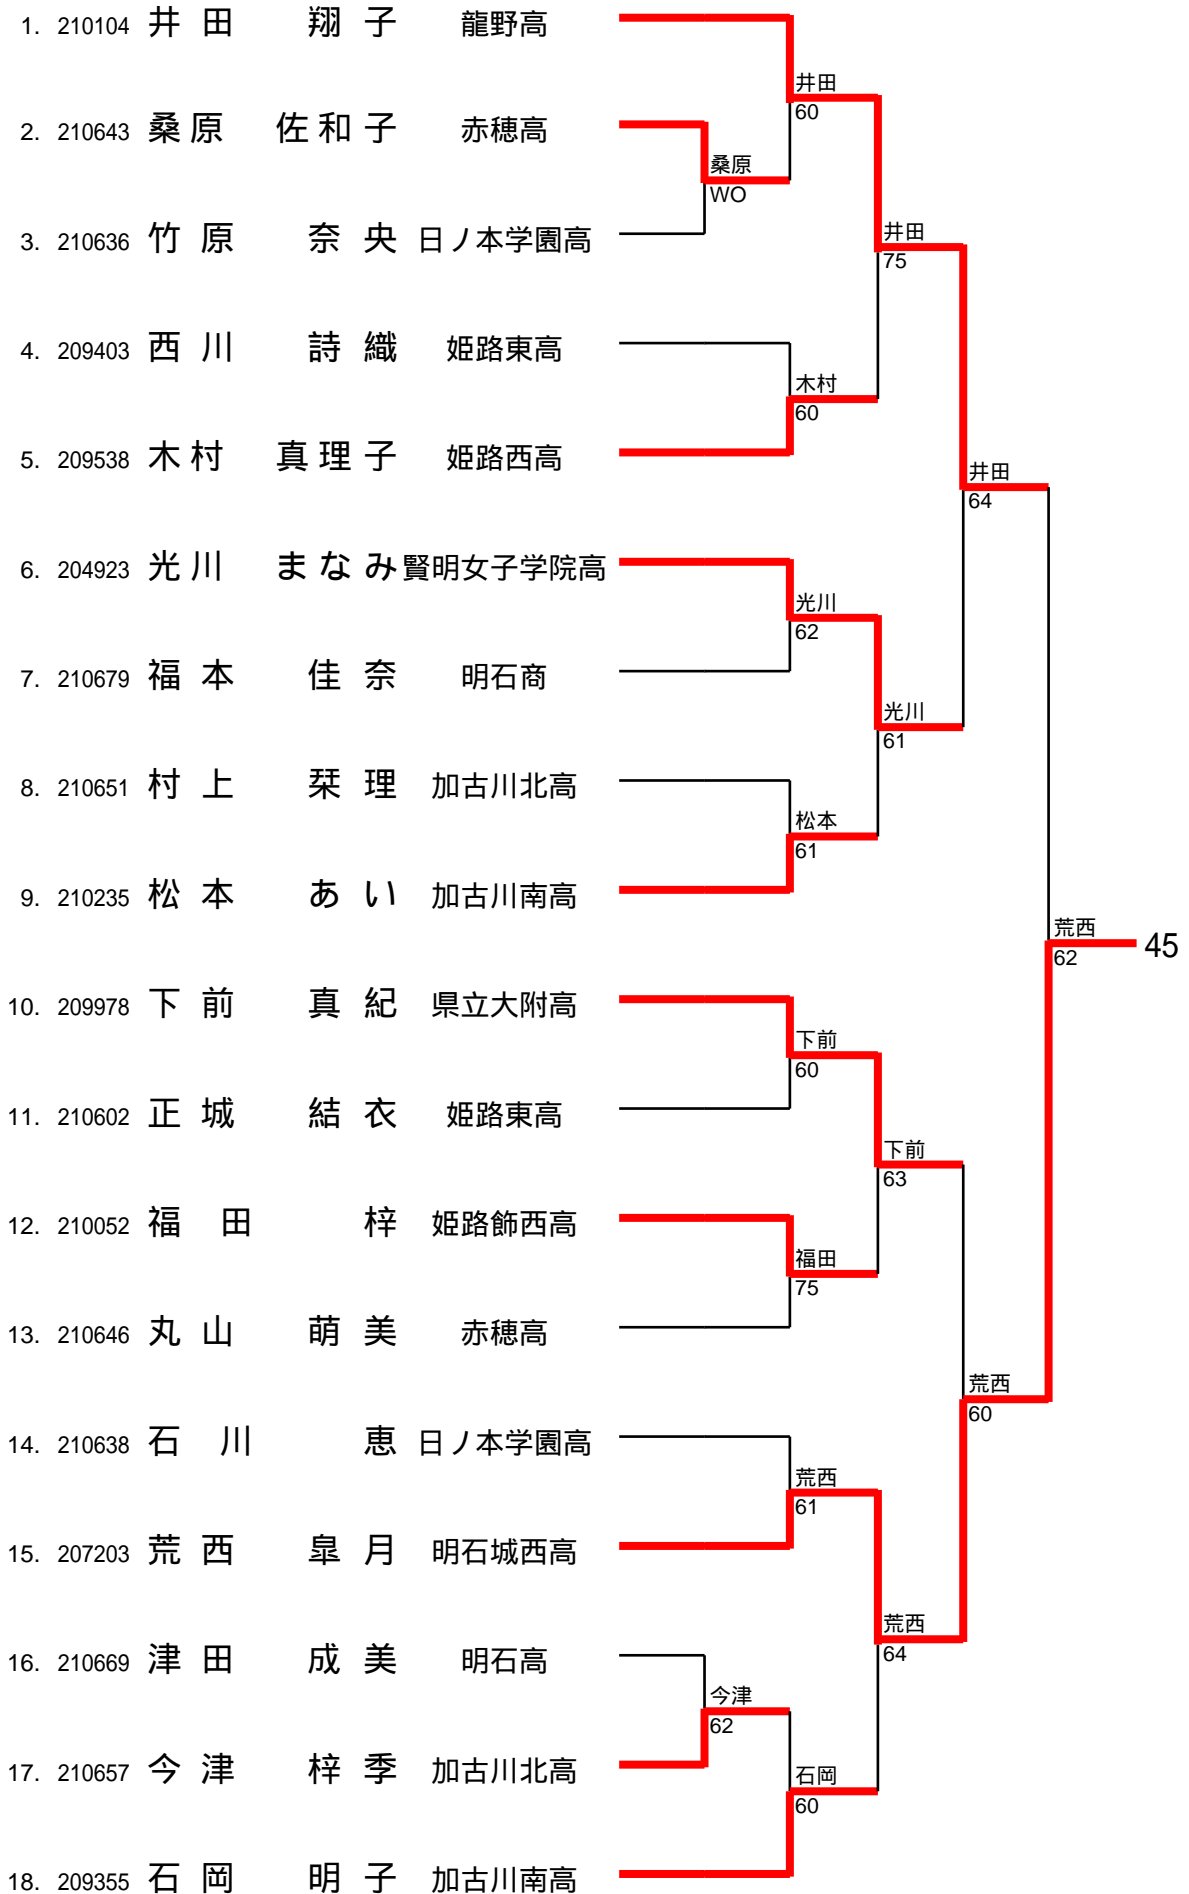 1. 210104 井田 翔子 龍野高
井田
60
2. 210643 桑原 佐和子 赤穂高
桑原
WO
3. 210636 竹原 奈央 日ノ本学園高
井田
75
4. 209403 西川 詩織 姫路東高
木村
60
5. 209538 木村 真理子 姫路西高
井田
64
6. 204923 光川 まなみ 賢明女子学院高
光川
62
7. 210679 福本 佳奈 明石商
光川
61
8. 210651 村上 栞理 加古川北高
松本
61
9. 210235 松本 あい 加古川南高
荒西
62
45
10. 209978 下前 真紀 県立大附高
下前
60
11. 210602 正城 結衣 姫路東高
下前
63
12. 210052 福田 梓 姫路飾西高
福田
75
13. 210646 丸山 萌美 赤穂高
荒西
60
14. 210638 石川 恵 日ノ本学園高
荒西
61
15. 207203 荒西 皐月 明石城西高
荒西
64
16. 210669 津田 成美 明石高
今津
62
17. 210657 今津 梓季 加古川北高
石岡
60
18. 209355 石岡 明子 加古川南高